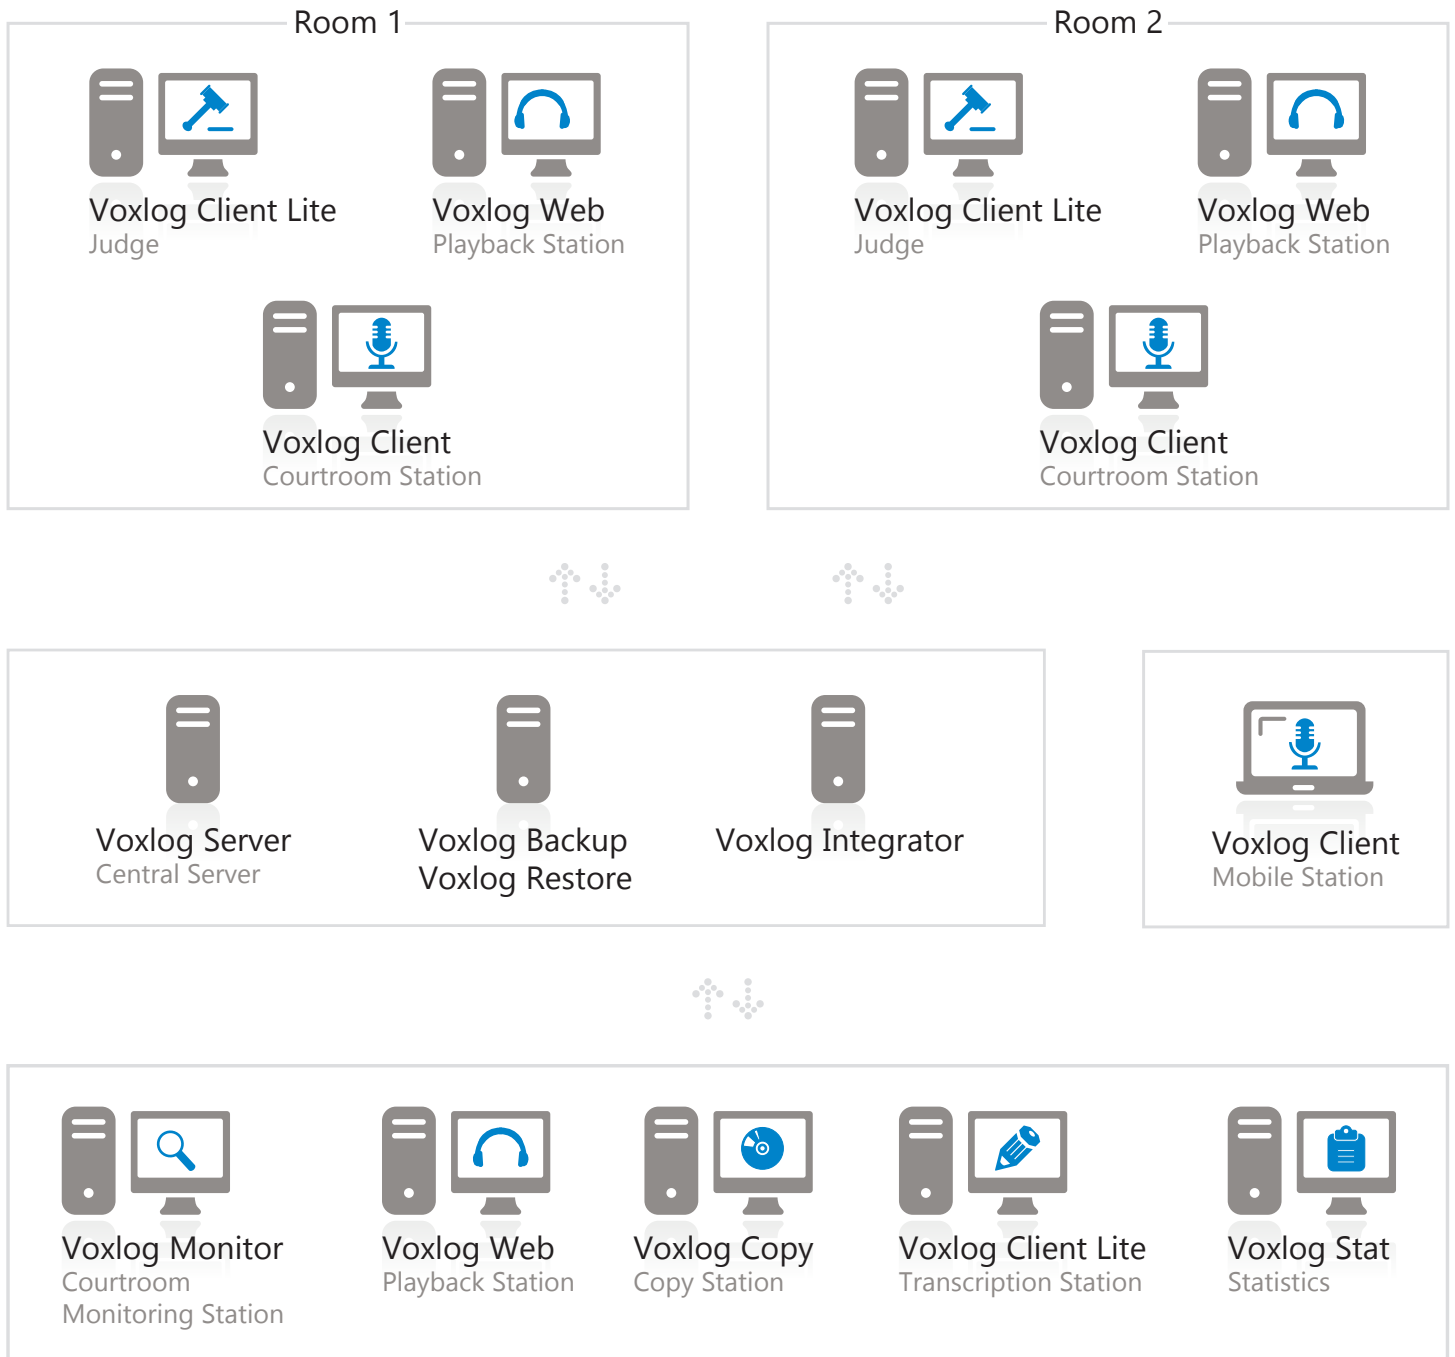 Room 1
Voxlog Client Lite
Judge
Voxlog Web
Playback Station
Voxlog Client
Courtroom Station
Room 2
Voxlog Client Lite
Judge
Voxlog Web
Playback Station
Voxlog Client
Courtroom Station
Voxlog Server
Central Server
Voxlog Backup
Voxlog Restore
Voxlog Integrator
Voxlog Client
Mobile Station
Voxlog Monitor
Courtroom
Monitoring Station
Voxlog Web
Playback Station
Voxlog Copy
Copy Station
Voxlog Client Lite
Transcription Station
Voxlog Stat
Statistics